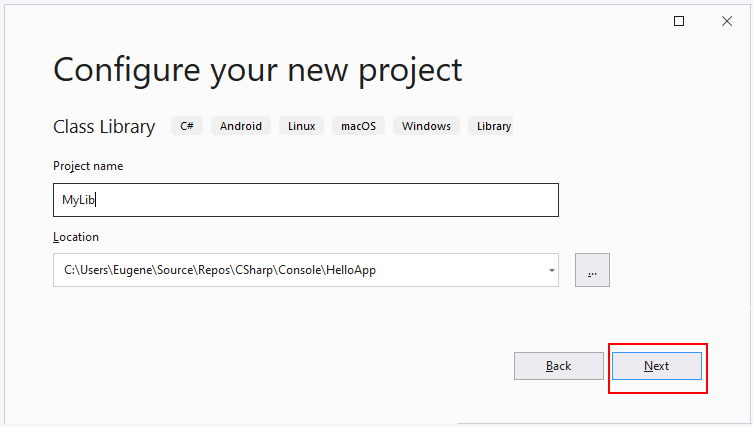 Configure your new project
Class Library C# Android Linux macOS Windows Library
Project name
MyLib
Location
C:\Users\Eugene\Source\Repos\CSharp\Console\HelloApp ...
Back Next